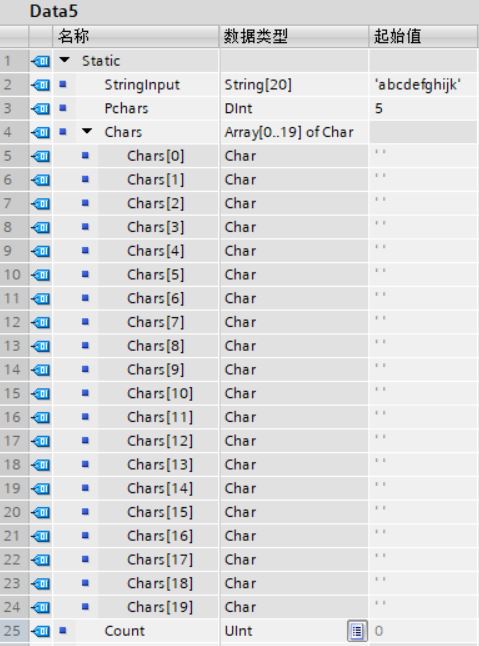 Data5
名称 数据类型 起始值
1 Static
2 StringInput String[20] 'abcdefghijk'
3 Pchars DInt 5
4 Chars Array[0..19] of Char
5 Chars[0] Char ' '
6 Chars[1] Char ' '
7 Chars[2] Char ' '
8 Chars[3] Char ' '
9 Chars[4] Char ' '
10 Chars[5] Char ' '
11 Chars[6] Char ' '
12 Chars[7] Char ' '
13 Chars[8] Char ' '
14 Chars[9] Char ' '
15 Chars[10] Char ' '
16 Chars[11] Char ' '
17 Chars[12] Char ' '
18 Chars[13] Char ' '
19 Chars[14] Char ' '
20 Chars[15] Char ' '
21 Chars[16] Char ' '
22 Chars[17] Char ' '
23 Chars[18] Char ' '
24 Chars[19] Char ' '
25 Count UInt 0